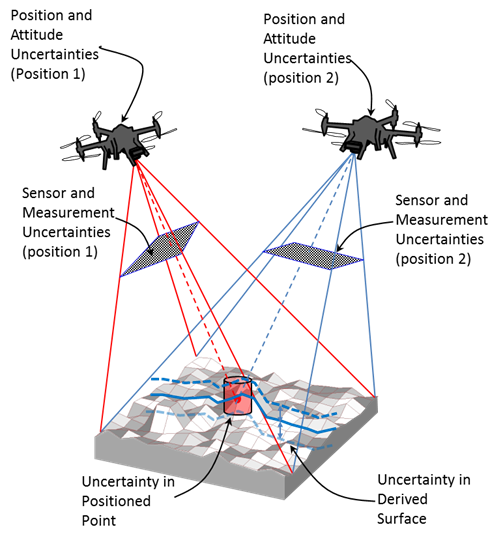 Position and
Attitude
Uncertainties
(Position 1)
Position and
Attitude
Uncertainties
(position 2)
Sensor and
Measurement
Uncertainties
(position 1)
Sensor and
Measurement
Uncertainties
(position 2)
Uncertainty in
Positioned
Point
Uncertainty in
Derived
Surface